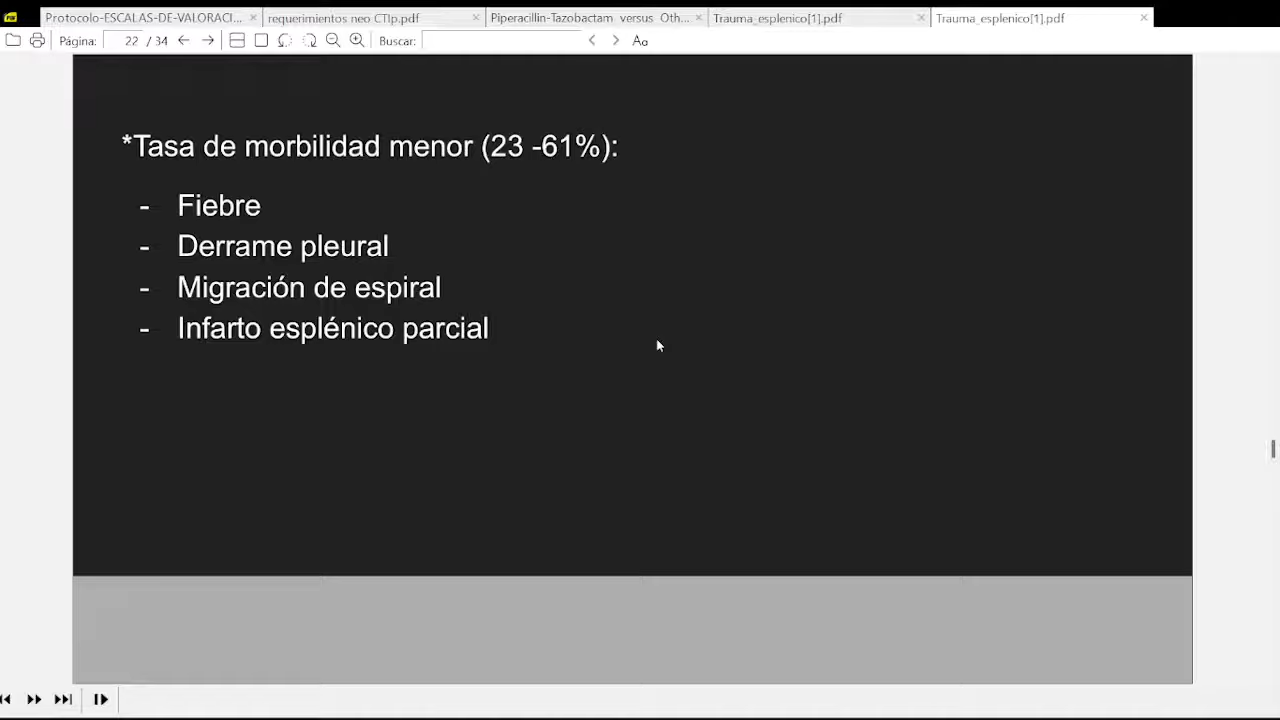 Protocolo-ESCALAS-DE-VALORACI... requerimientos neo CTIp.pdf Piperacillin-Tazobactam versus Oth... Trauma_esplenico[1].pdf Trauma_esplenico[1].pdf
Página: 22 / 34 Buscar: Aa
*Tasa de morbilidad menor (23 -61%):
- Fiebre
- Derrame pleural
- Migración de espiral
- Infarto esplénico parcial